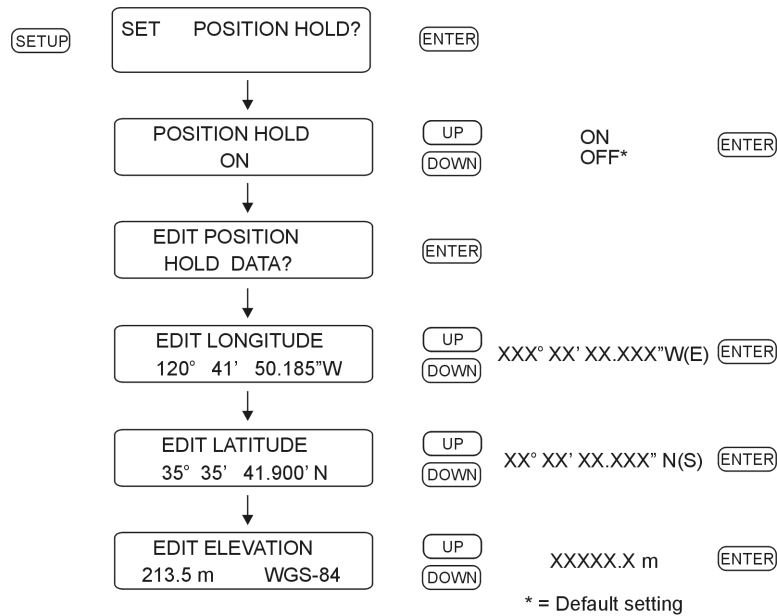 SETUP
SET POSITION HOLD?
ENTER
POSITION HOLD
ON
UP
DOWN
ON
OFF*
ENTER
EDIT POSITION
HOLD DATA?
ENTER
EDIT LONGITUDE
120° 41’ 50.185”W
UP
DOWN
XXX° XX’ XX.XXX”W(E)
ENTER
EDIT LATITUDE
35° 35’ 41.900’ N
UP
DOWN
XX° XX’ XX.XXX” N(S)
ENTER
EDIT ELEVATION
213.5 m WGS-84
UP
DOWN
XXXXX.X m
ENTER
* = Default setting